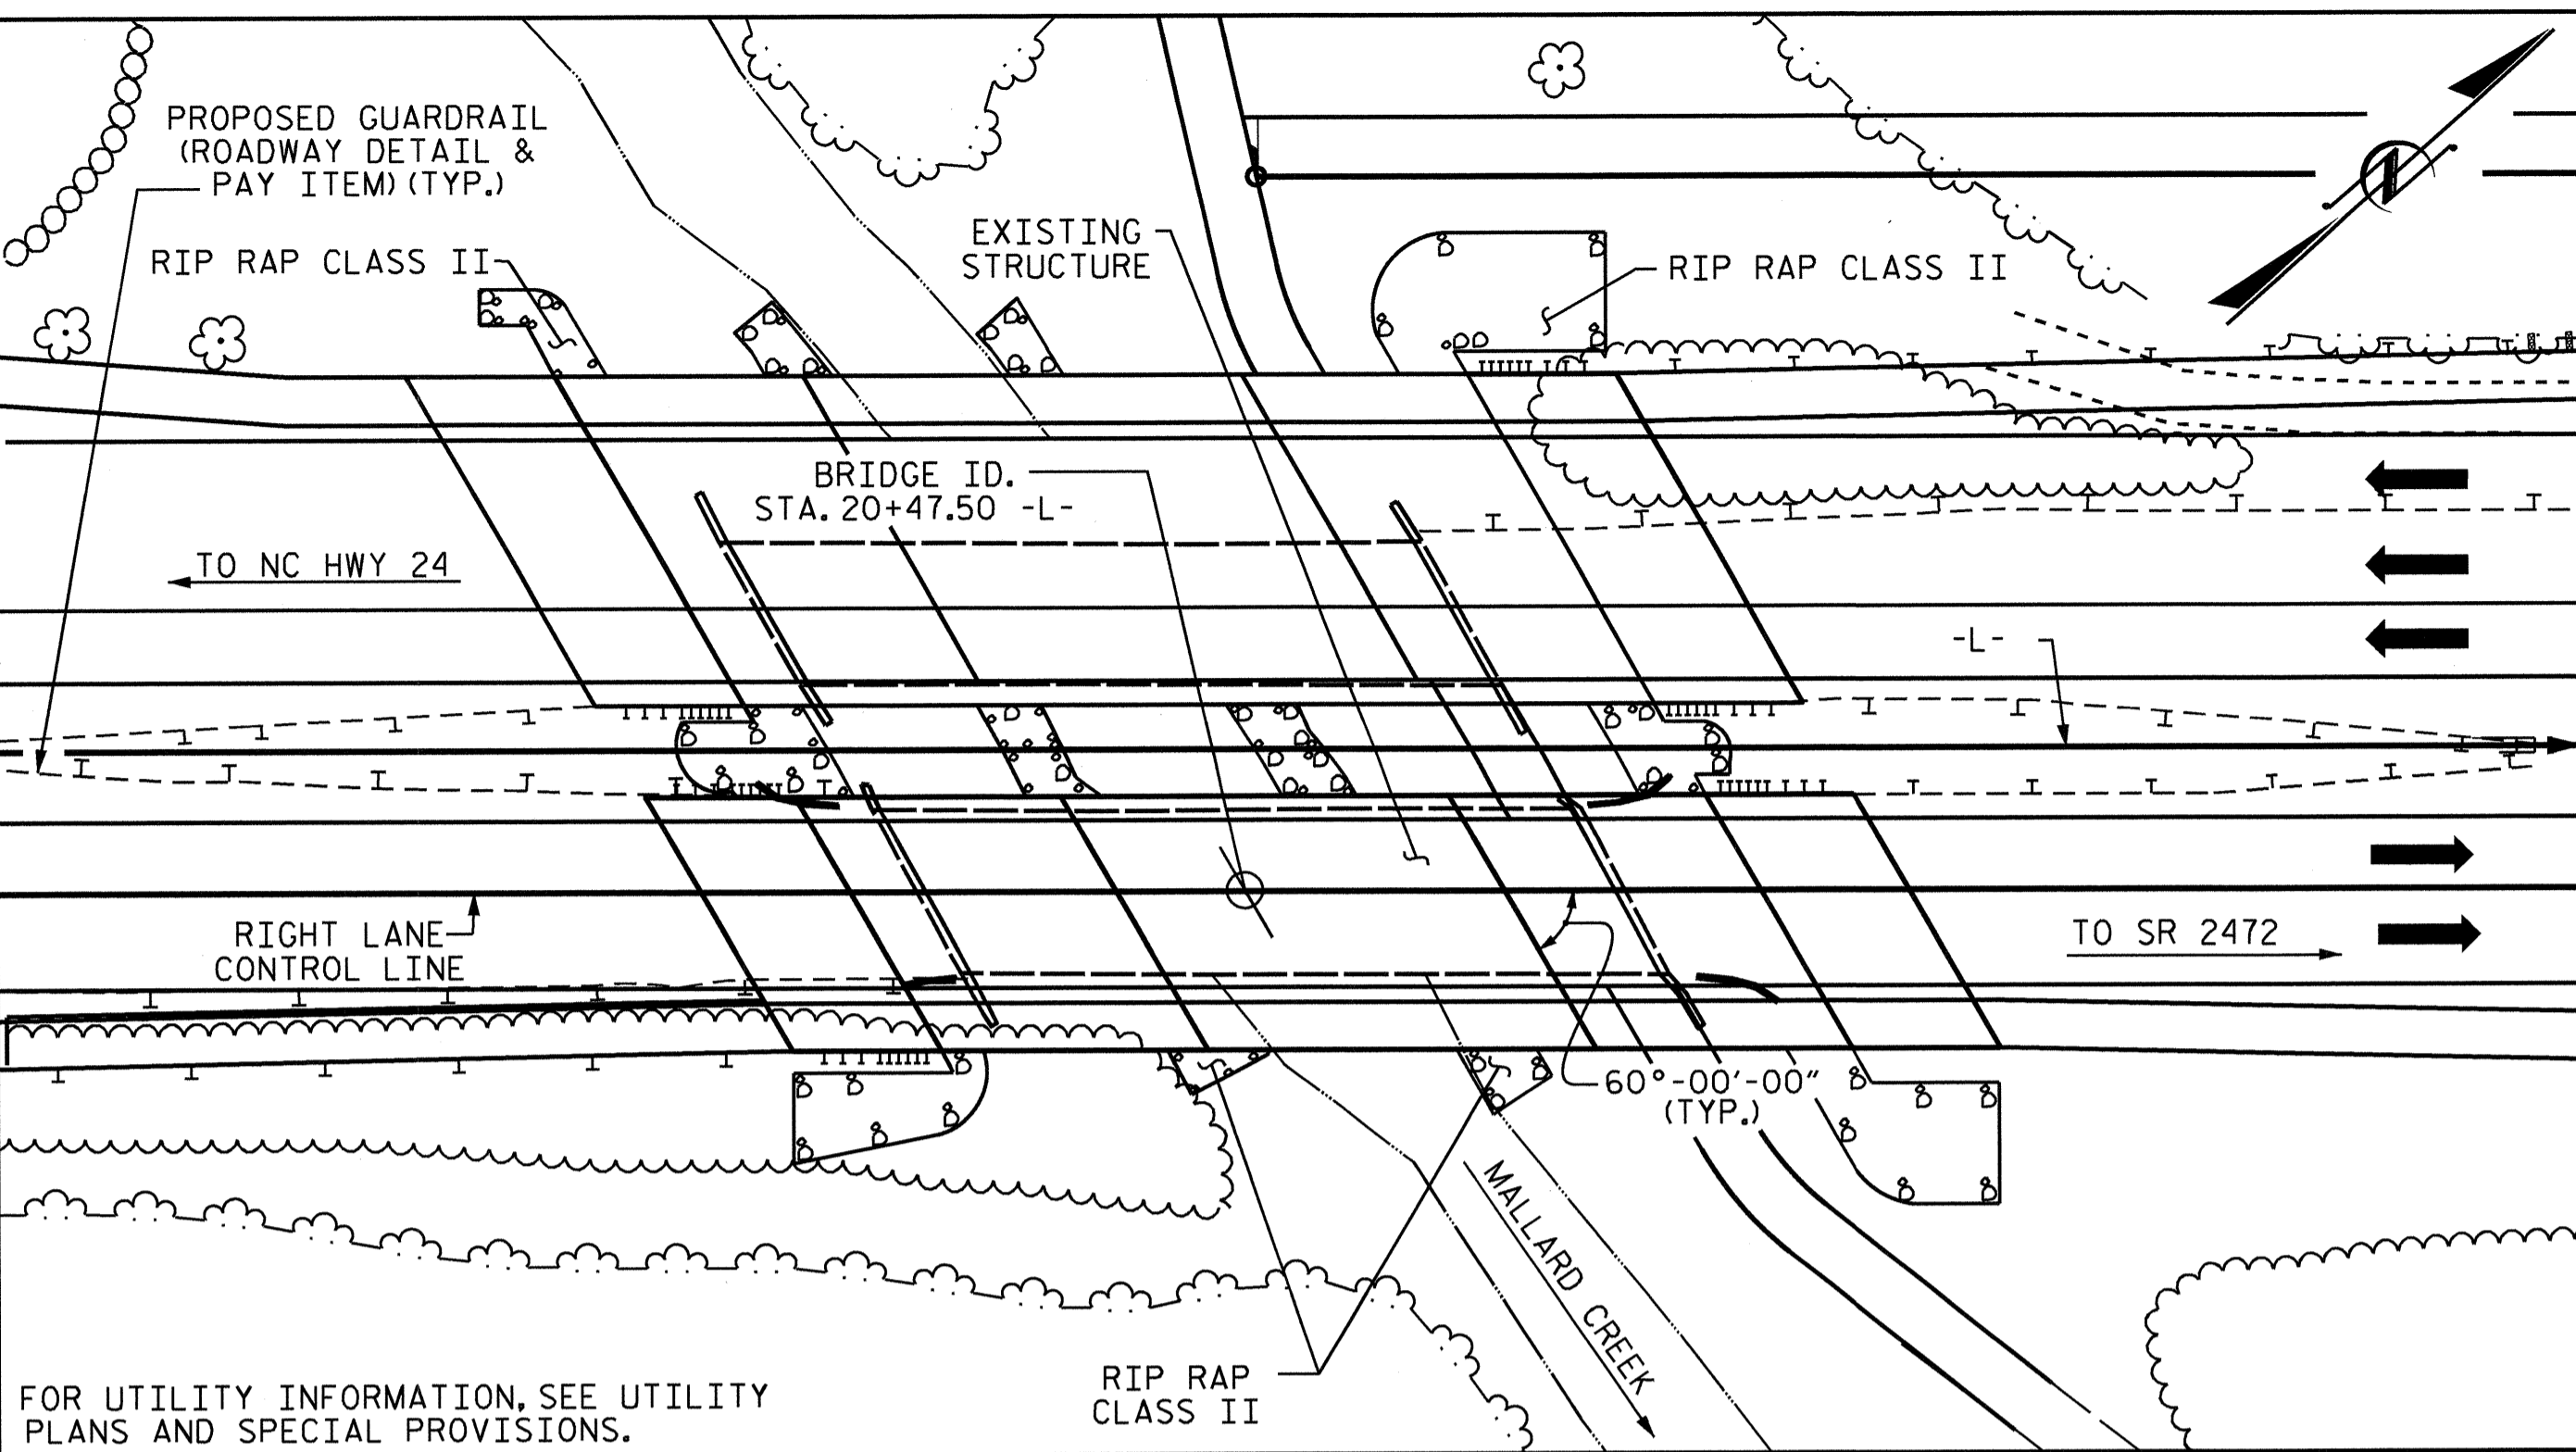 PROPOSED GUARDRAIL
(ROADWAY DETAIL &
PAY ITEM) (TYP.)
RIP RAP CLASS II
EXISTING
STRUCTURE
RIP RAP CLASS II
N
BRIDGE ID.
STA. 20+47.50 -L-
TO NC HWY 24
-L-
RIGHT LANE
CONTROL LINE
TO SR 2472
60°-00'-00"
(TYP.)
MALLARD CREEK
RIP RAP
CLASS II
FOR UTILITY INFORMATION, SEE UTILITY
PLANS AND SPECIAL PROVISIONS.